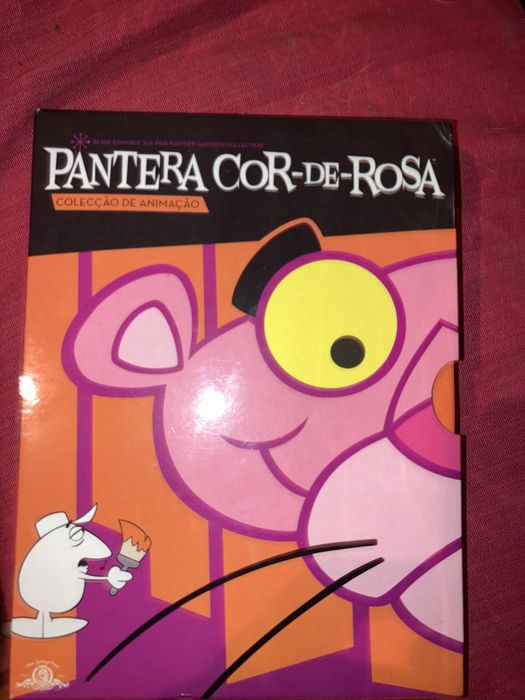 BLAKE EDWARDS' THE PINK PANTHER CARTOON COLLECTION
PANTERA COR-DE-ROSA
COLECÇÃO DE ANIMAÇÃO